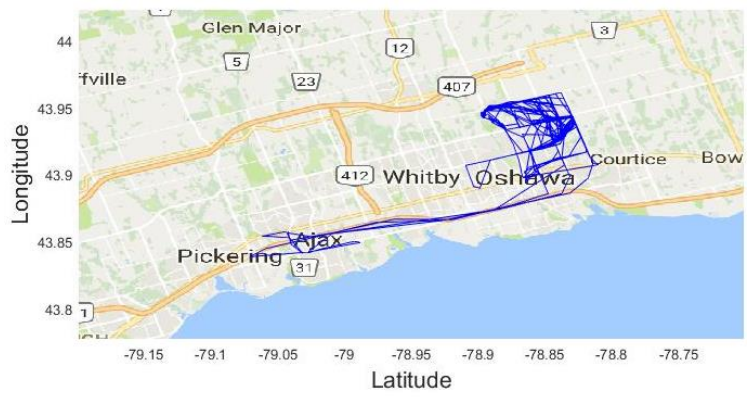 44
43.95
43.9
43.85
43.8
Longitude
Glen Major
3
12
5
23
ffville
407
412
Whitby
Oshawa
Courtice
Bow
Ajax
Pickering
31
1
-79.15
-79.1
-79.05
-79
-78.95
-78.9
-78.85
-78.8
-78.75
Latitude